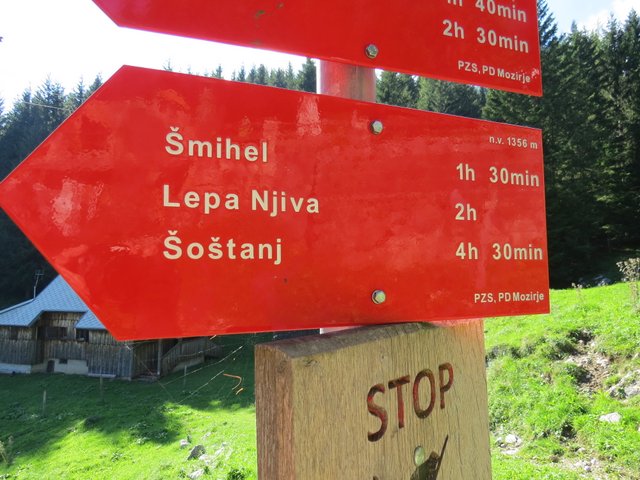 1h 40min
2h 30min
PZS, PD Mozirje
n.v. 1356 m
Šmihel 1h 30min
Lepa Njiva 2h
Šoštanj 4h 30min
PZS, PD Mozirje
STOP